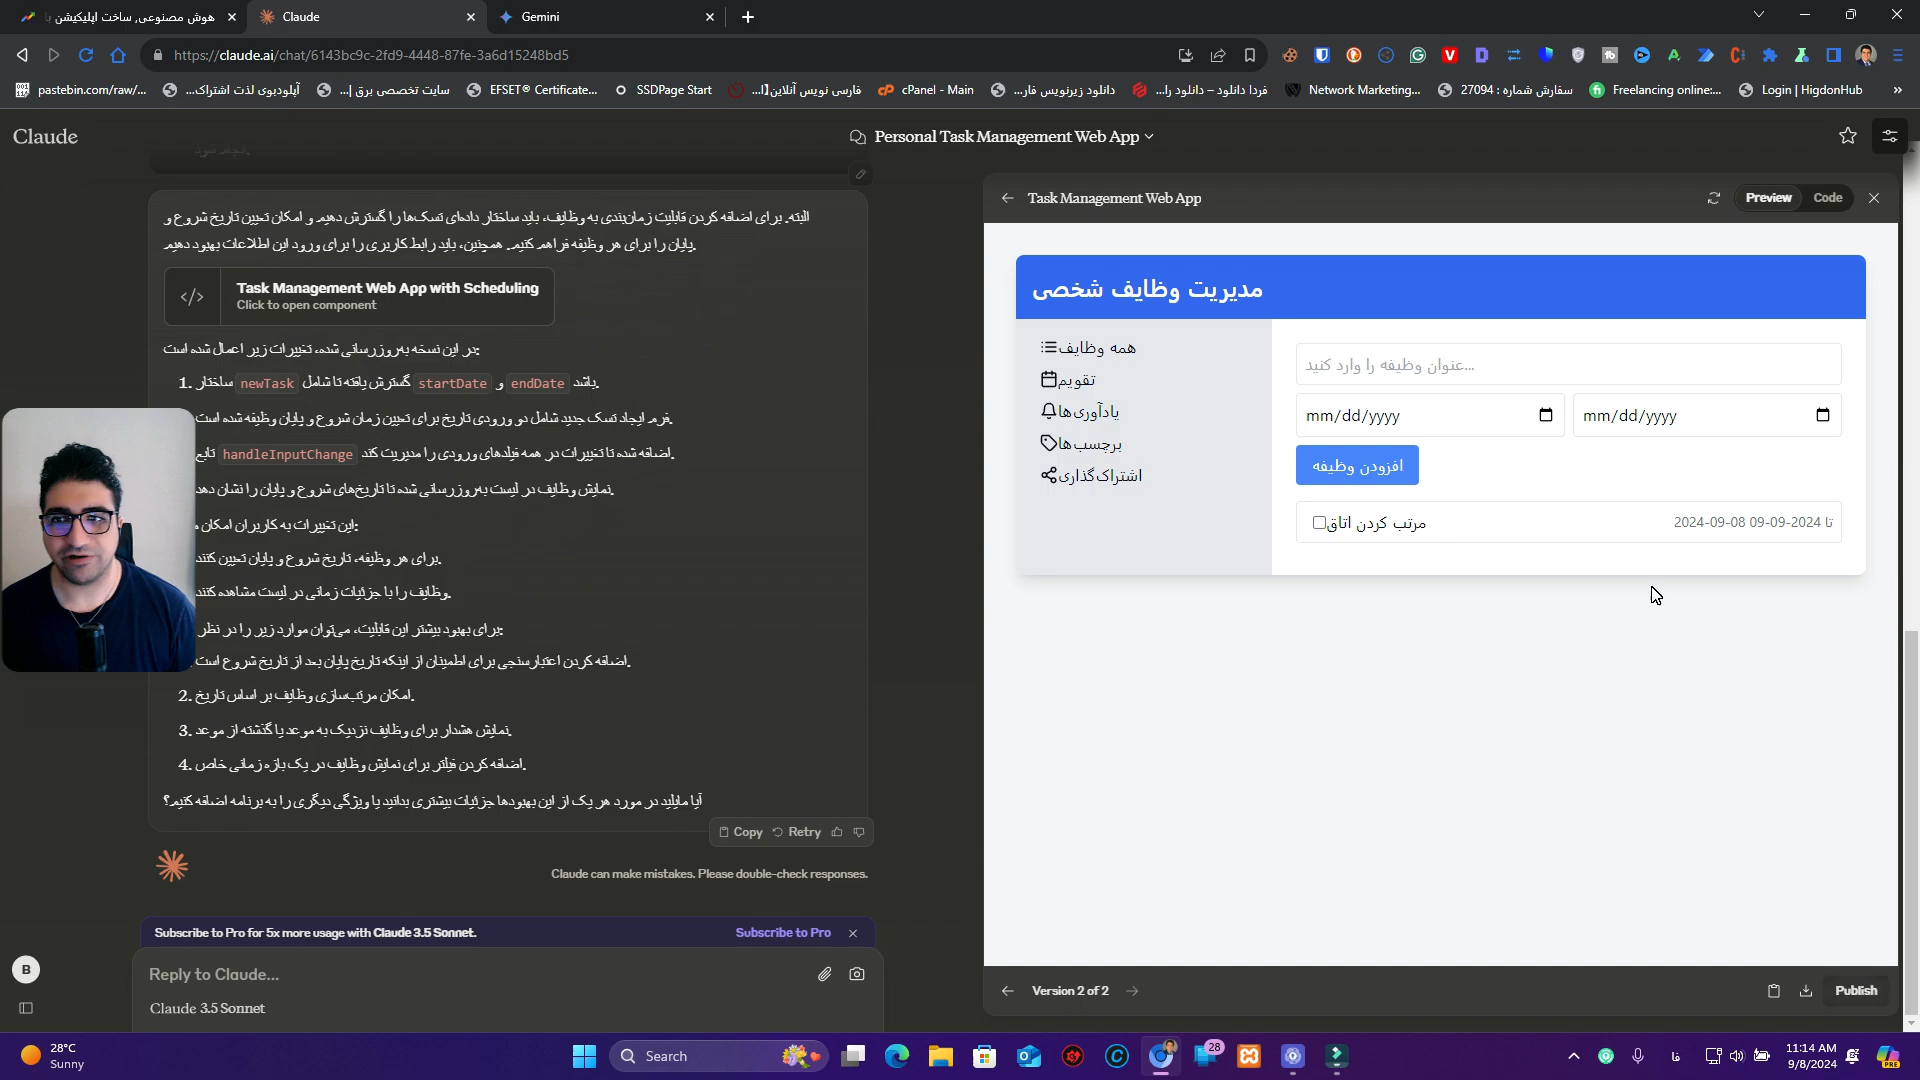 هوش مصنوعی, ساخت اپلیکیشن با
Claude
Gemini
https://claude.ai/chat/6143bc9c-2fd9-4448-87fe-3a6d15248bd5
pastebin.com/raw/...
آپلودبوی لذت اشتراک...
سایت تخصصی برق |...
EFSET® Certificate...
SSDPage Start
فارسی نویس آنلاین【ا...
cPanel - Main
دانلود زیرنویس فار...
فردا دانلود – دانلود را...
Network Marketing...
سفارش شماره : 27094
Freelancing online:...
Login | HigdonHub
Claude
Personal Task Management Web App
البته. برای اضافه کردن قابلیت زمان‌بندی به وظایف، باید ساختار داده‌ای تسک‌ها را گسترش دهیم و امکان تعیین تاریخ شروع و
پایان را برای هر وظیفه فراهم کنیم. همچنین، باید رابط کاربری را برای ورود این اطلاعات بهبود دهیم.
Task Management Web App with Scheduling
Click to open component
در این نسخه به‌روزرسانی شده، تغییرات زیر اعمال شده است:
1. ساختار newTask گسترش یافته تا شامل startDate و endDate باشد.
فرم ایجاد تسک جدید شامل دو ورودی تاریخ برای تعیین زمان شروع و پایان وظیفه شده است.
تابع handleInputChange اضافه شده تا تغییرات در همه فیلدهای ورودی را مدیریت کند.
نمایش وظایف در لیست به‌روزرسانی شده تا تاریخ‌های شروع و پایان را نشان دهد.
این تغییرات به کاربران امکان
برای هر وظیفه، تاریخ شروع و پایان تعیین کنند.
وظایف را با جزئیات زمانی در لیست مشاهده کنند.
برای بهبود بیشتر این قابلیت، می‌توان موارد زیر را در نظر
اضافه کردن اعتبارسنجی برای اطمینان از اینکه تاریخ پایان بعد از تاریخ شروع است.
2. امکان مرتب‌سازی وظایف بر اساس تاریخ.
3. نمایش هشدار برای وظایف نزدیک به موعد یا گذشته از موعد.
4. اضافه کردن فیلتر برای نمایش وظایف در یک بازه زمانی خاص.
آیا مایلید در مورد هر یک از این بهبودها جزئیات بیشتری بدانید یا ویژگی دیگری را به برنامه اضافه کنیم؟
Copy
Retry
Claude can make mistakes. Please double-check responses.
Subscribe to Pro for 5x more usage with Claude 3.5 Sonnet.
Subscribe to Pro
B
Reply to Claude...
Claude 3.5 Sonnet
Task Management Web App
Preview
Code
مدیریت وظایف شخصی
همه وظایف
تقویم
یادآوری‌ها
برچسب‌ها
اشتراک‌گذاری
عنوان وظیفه را وارد کنید...
mm/dd/yyyy
mm/dd/yyyy
افزودن وظیفه
مرتب کردن اتاق
2024-09-08 تا 2024-09-09
Version 2 of 2
Publish
28°C
Sunny
Search
28
فا
11:14 AM
9/8/2024
PRE